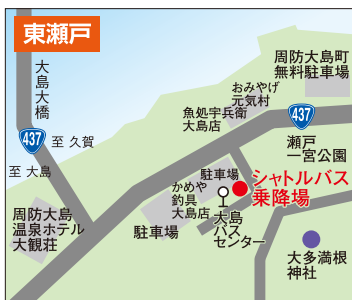 東瀬戸
大島大橋
437
至 久賀
至 大島
周防大島
温泉ホテル
大観荘
周防大島町
無料駐車場
おみやげ
元気村
437
魚処宇兵衛
大島店
瀬戸
一宮公園
駐車場
シャトルバス
乗降場
かめや
釣具
大島店
大島
バス
センター
駐車場
大多満根
神社